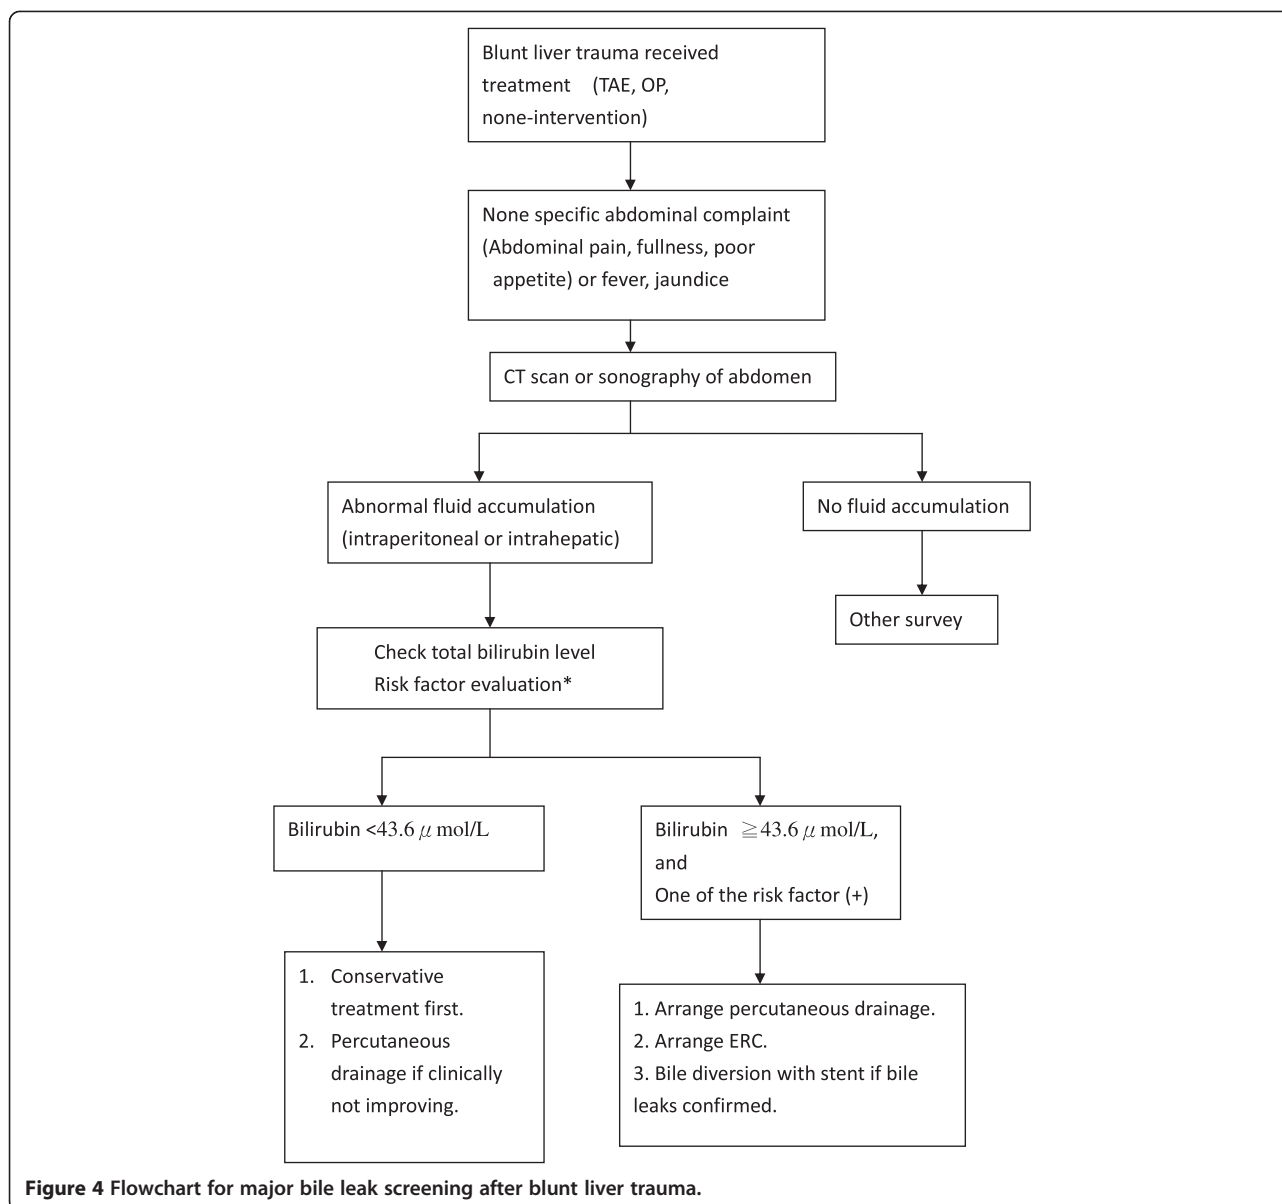 Blunt liver trauma received
treatment (TAE, OP,
none-intervention)
None specific abdominal complaint
(Abdominal pain, fullness, poor
appetite) or fever, jaundice
CT scan or sonography of abdomen
Abnormal fluid accumulation
(intraperitoneal or intrahepatic)
No fluid accumulation
Other survey
Check total bilirubin level
Risk factor evaluation*
Bilirubin <43.6 μ mol/L
Bilirubin ≧43.6 μ mol/L,
and
One of the risk factor (+)
1. Conservative
treatment first.
2. Percutaneous
drainage if clinically
not improving.
1. Arrange percutaneous drainage.
2. Arrange ERC.
3. Bile diversion with stent if bile
leaks confirmed.
Figure 4 Flowchart for major bile leak screening after blunt liver trauma.